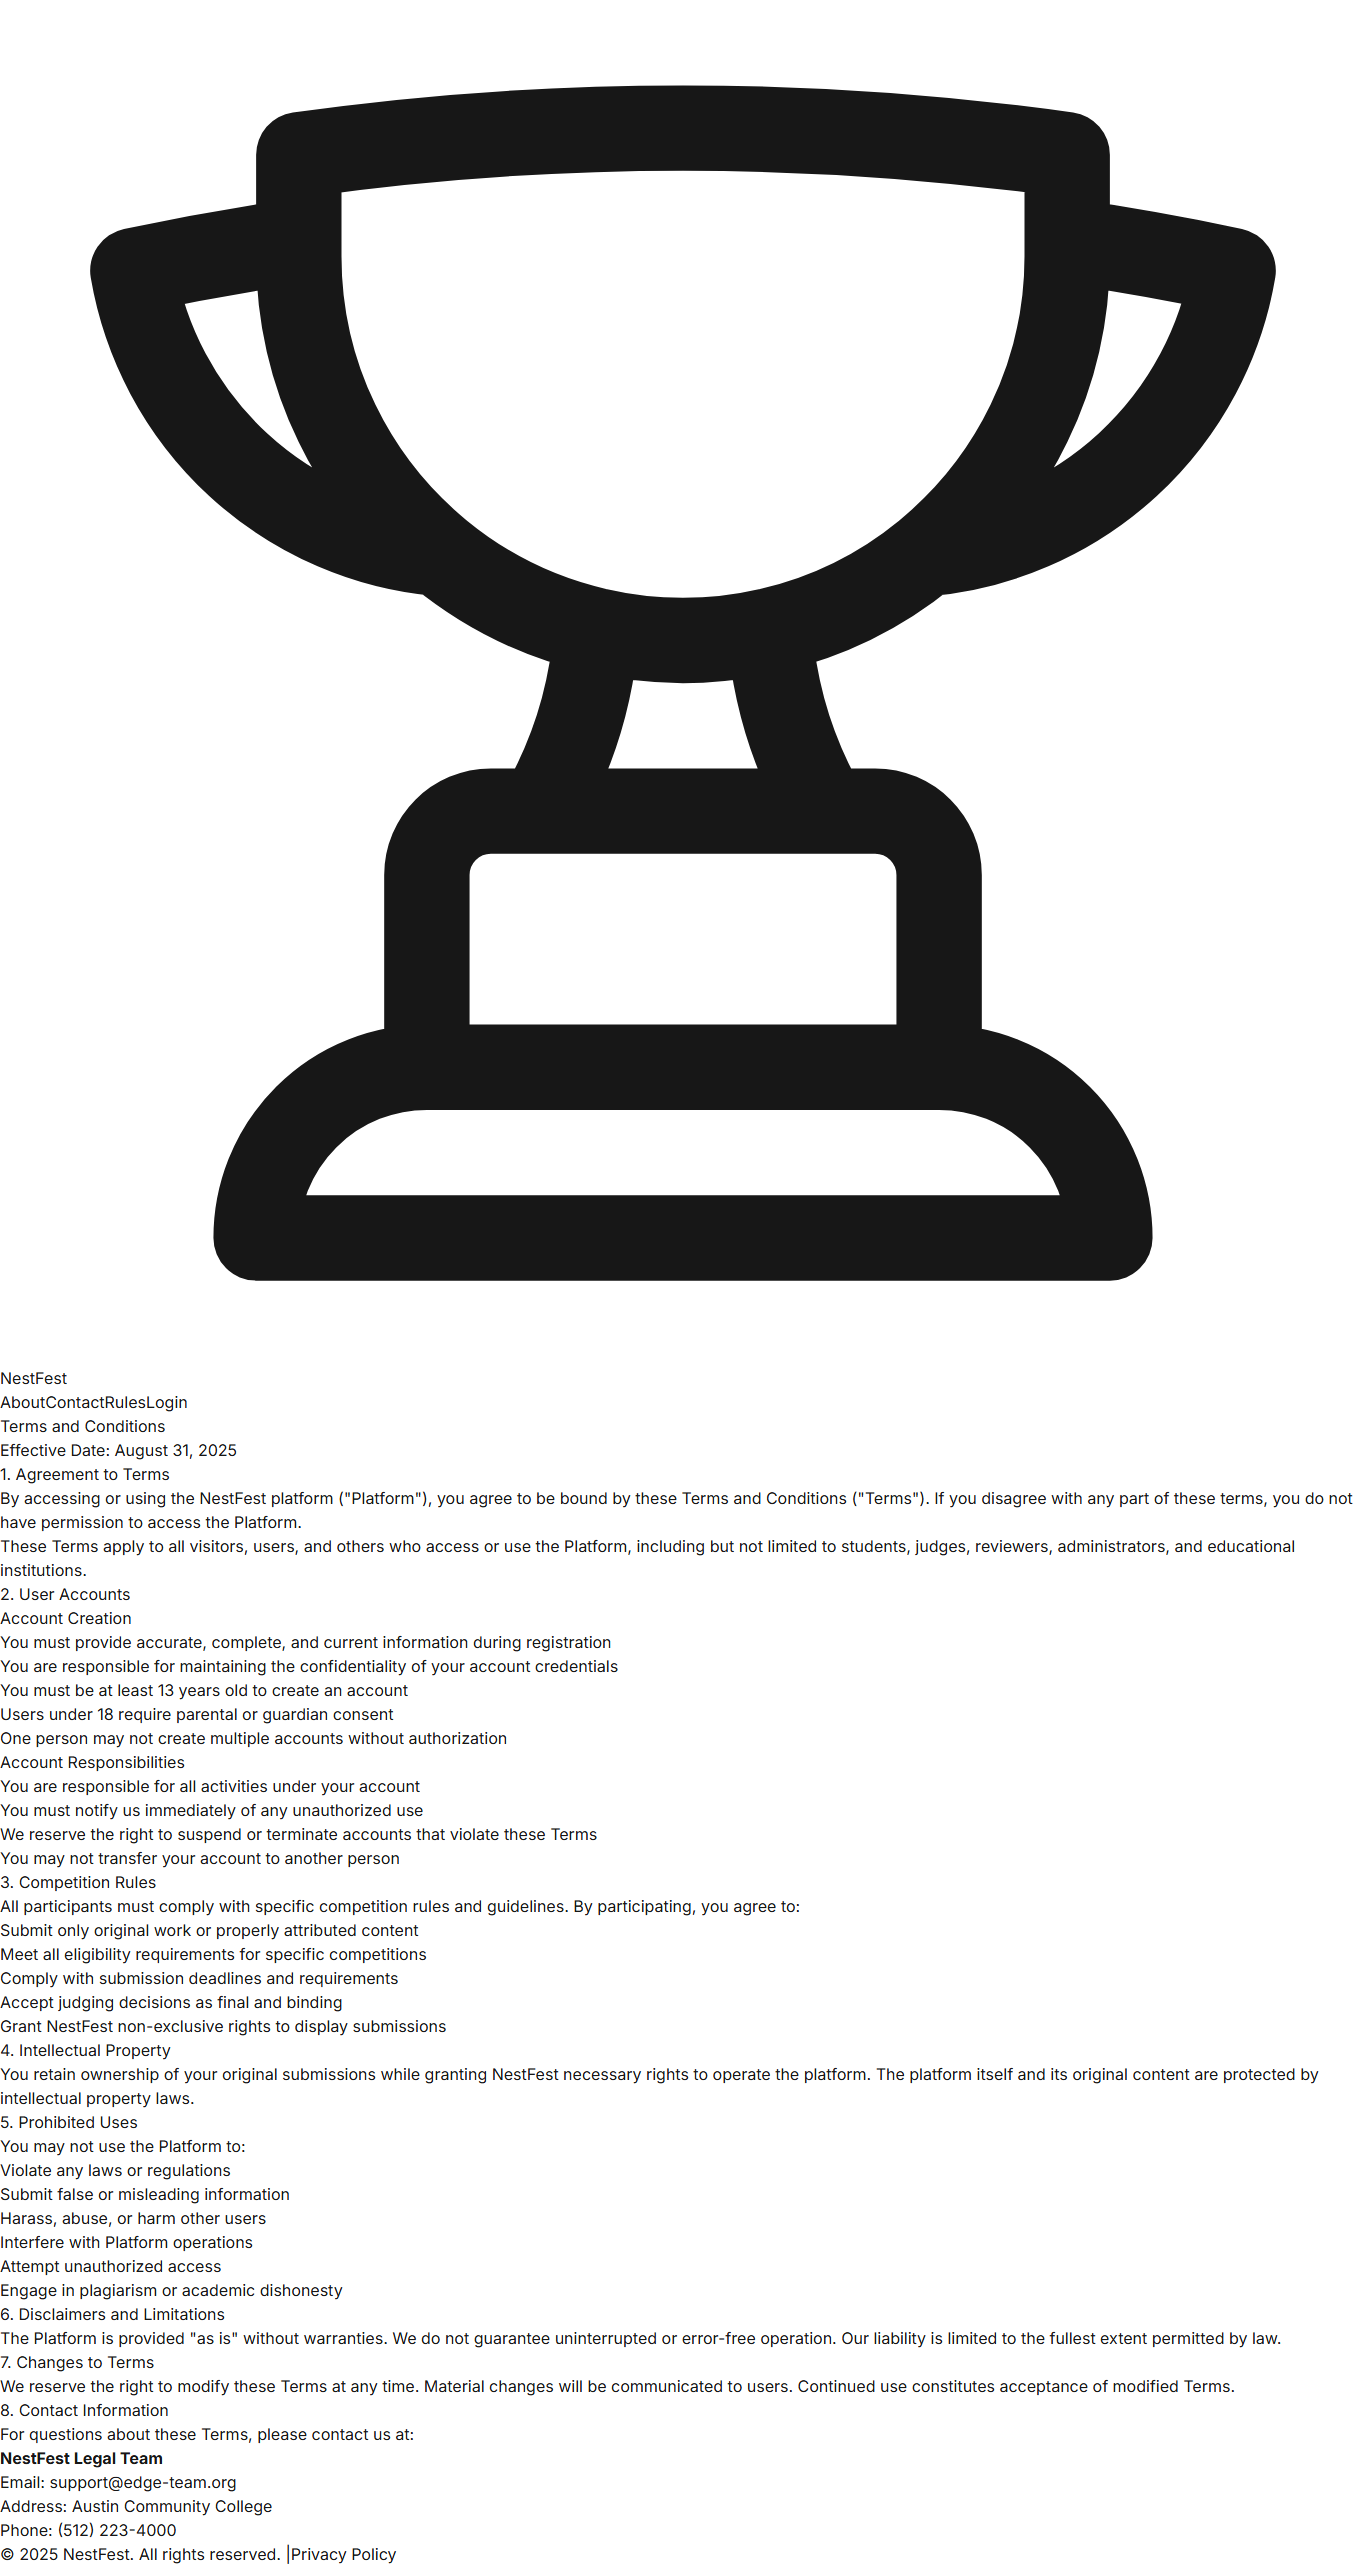 NestFest
AboutContactRulesLogin
Terms and Conditions
Effective Date: August 31, 2025
1. Agreement to Terms
By accessing or using the NestFest platform ("Platform"), you agree to be bound by these Terms and Conditions ("Terms"). If you disagree with any part of these terms, you do not
have permission to access the Platform.
These Terms apply to all visitors, users, and others who access or use the Platform, including but not limited to students, judges, reviewers, administrators, and educational
institutions.
2. User Accounts
Account Creation
You must provide accurate, complete, and current information during registration
You are responsible for maintaining the confidentiality of your account credentials
You must be at least 13 years old to create an account
Users under 18 require parental or guardian consent
One person may not create multiple accounts without authorization
Account Responsibilities
You are responsible for all activities under your account
You must notify us immediately of any unauthorized use
We reserve the right to suspend or terminate accounts that violate these Terms
You may not transfer your account to another person
3. Competition Rules
All participants must comply with specific competition rules and guidelines. By participating, you agree to:
Submit only original work or properly attributed content
Meet all eligibility requirements for specific competitions
Comply with submission deadlines and requirements
Accept judging decisions as final and binding
Grant NestFest non-exclusive rights to display submissions
4. Intellectual Property
You retain ownership of your original submissions while granting NestFest necessary rights to operate the platform. The platform itself and its original content are protected by
intellectual property laws.
5. Prohibited Uses
You may not use the Platform to:
Violate any laws or regulations
Submit false or misleading information
Harass, abuse, or harm other users
Interfere with Platform operations
Attempt unauthorized access
Engage in plagiarism or academic dishonesty
6. Disclaimers and Limitations
The Platform is provided "as is" without warranties. We do not guarantee uninterrupted or error-free operation. Our liability is limited to the fullest extent permitted by law.
7. Changes to Terms
We reserve the right to modify these Terms at any time. Material changes will be communicated to users. Continued use constitutes acceptance of modified Terms.
8. Contact Information
For questions about these Terms, please contact us at:
NestFest Legal Team
Email: support@edge-team.org
Address: Austin Community College
Phone: (512) 223-4000
© 2025 NestFest. All rights reserved. |Privacy Policy